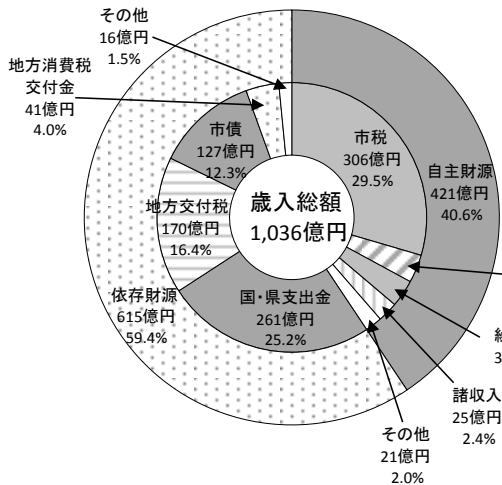 その他
16億円
1.5%
地方消費税
交付金
41億円
4.0%
市債
127億円
12.3%
市税
306億円
29.5%
自主財源
421億円
40.6%
地方交付税
170億円
16.4%
歳入総額
1,036億円
依存財源
615億円
59.4%
国・県支出金
261億円
25.2%
3
諸収入
25億円
2.4%
その他
21億円
2.0%